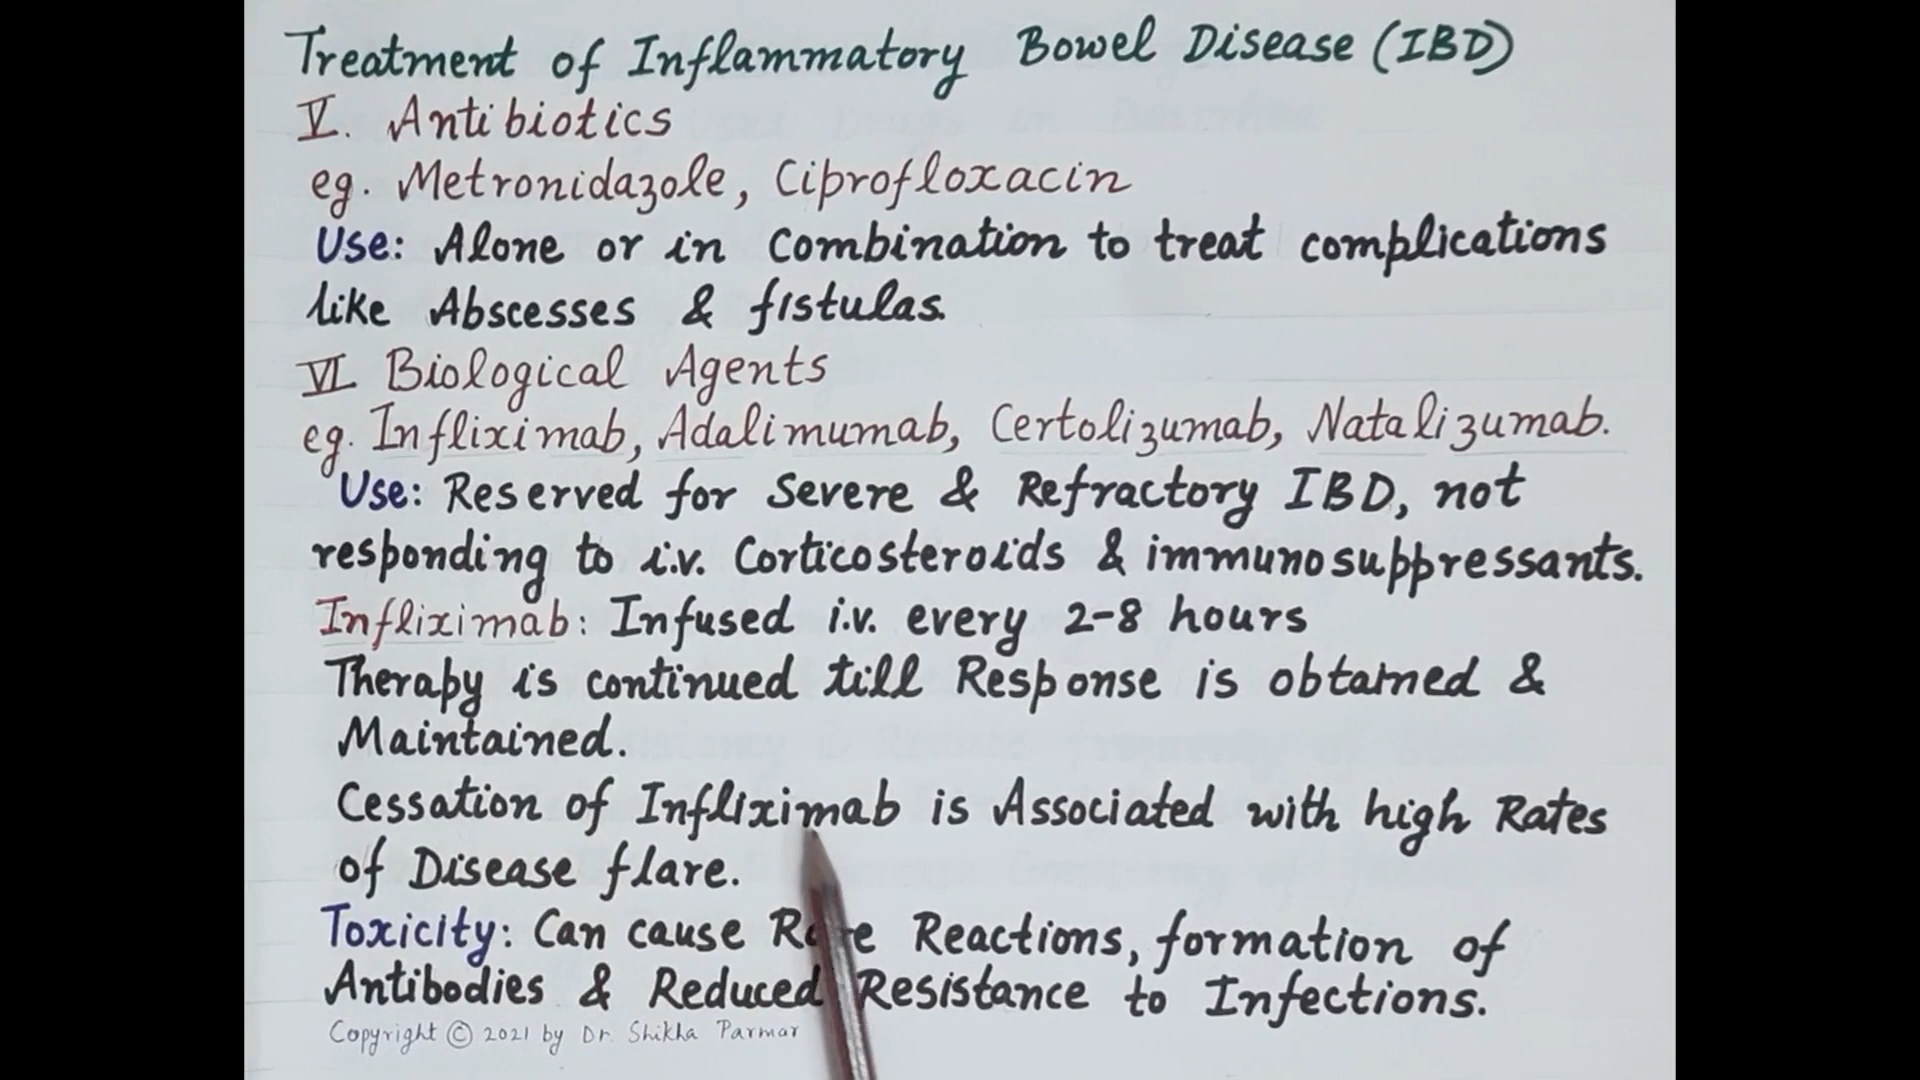 Treatment of Inflammatory Bowel Disease (IBD)
V. Antibiotics
eg. Metronidazole, Ciprofloxacin
Use: Alone or in Combination to treat complications
like Abscesses & fistulas.
VI Biological Agents
eg. Infliximab, Adalimumab, Certolizumab, Natalizumab.
Use: Reserved for Severe & Refractory IBD, not
responding to i.v. Corticosteroids & immunosuppressants.
Infliximab: Infused i.v. every 2-8 hours
Therapy is continued till Response is obtained &
Maintained.
Cessation of Infliximab is Associated with high Rates
of Disease flare.
Toxicity: Can cause Reactions, formation of
Antibodies & Reduced Resistance to Infections.
Copyright © 2021 by Dr. Shikha Parmar